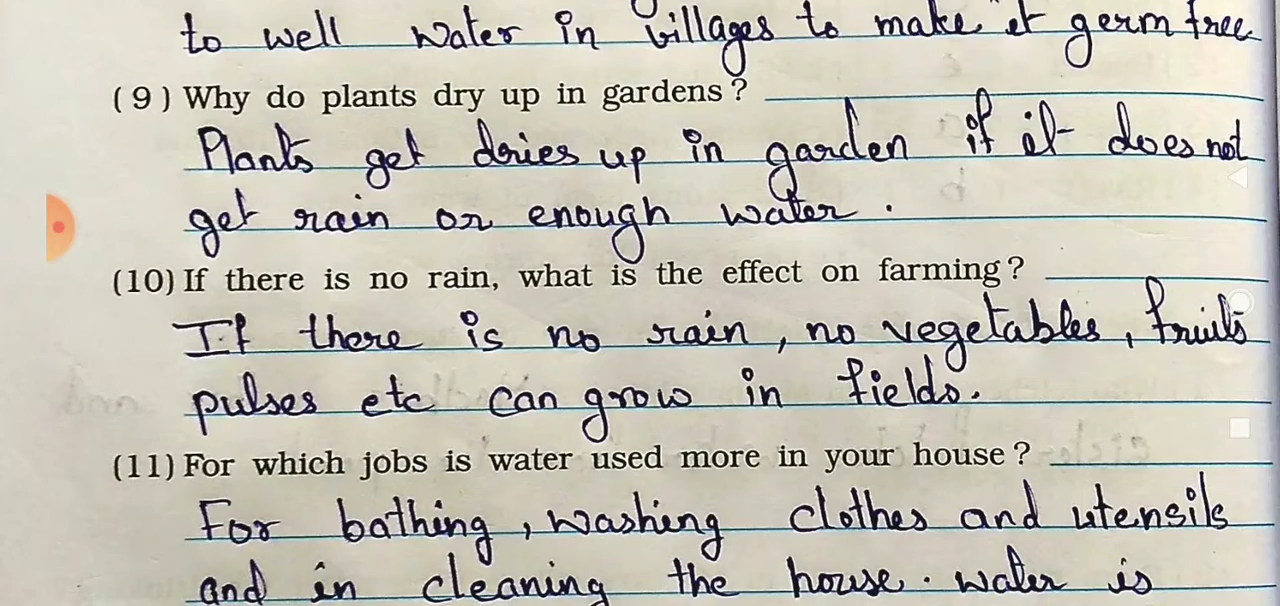 to well water in villages to make it germ free
(9) Why do plants dry up in gardens?
Plants get dries up in garden if it does not
get rain or enough water.
(10) If there is no rain, what is the effect on farming?
If there is no rain, no vegetables, fruits
pulses etc can grow in fields.
(11) For which jobs is water used more in your house?
For bathing, washing clothes and utensils
and in cleaning the house. water is